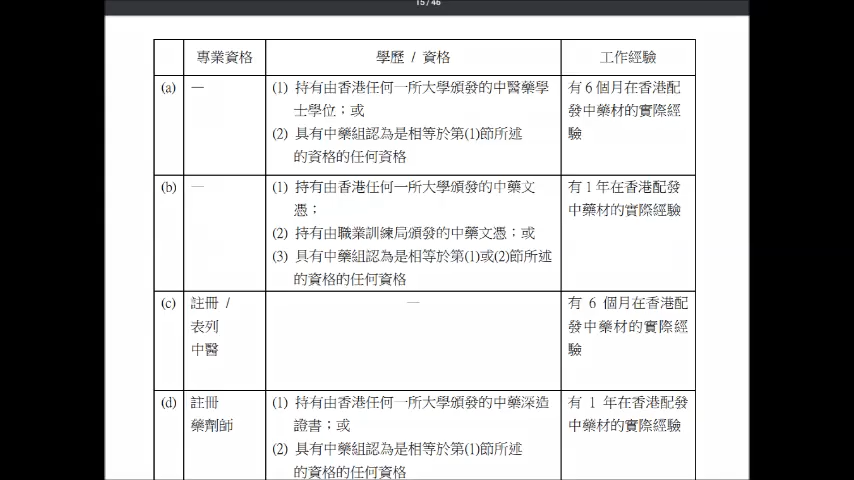 15 / 46
專業資格
學歷 / 資格
工作經驗
(a)
—
(1) 持有由香港任何一所大學頒發的中醫藥學
士學位；或
(2) 具有中藥組認為是相等於第(1)節所述
的資格的任何資格
有 6 個月在香港配
發中藥材的實際經
驗
(b)
—
(1) 持有由香港任何一所大學頒發的中藥文
憑；
(2) 持有由職業訓練局頒發的中藥文憑；或
(3) 具有中藥組認為是相等於第(1)或(2)節所述
的資格的任何資格
有 1 年在香港配發
中藥材的實際經驗
(c)
註冊 /
表列
中醫
—
有 6 個月在香港配
發中藥材的實際經
驗
(d)
註冊
藥劑師
(1) 持有由香港任何一所大學頒發的中藥深造
證書；或
(2) 具有中藥組認為是相等於第(1)節所述
的資格的任何資格
有 1 年在香港配發
中藥材的實際經驗